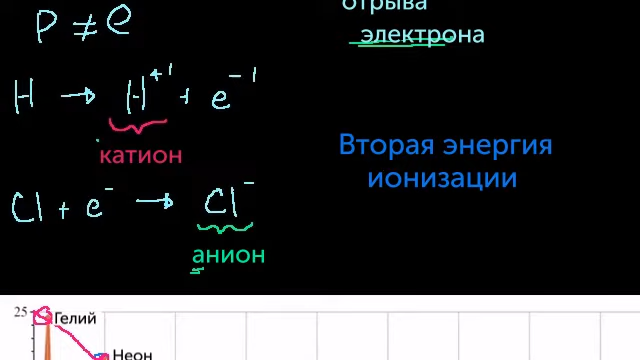 P ≠ e
отрыва
электрона
H → H⁺¹ + e⁻¹
катион
Вторая энергия
ионизации
Cl + e⁻ → Cl⁻
анион
25
Гелий
Неон